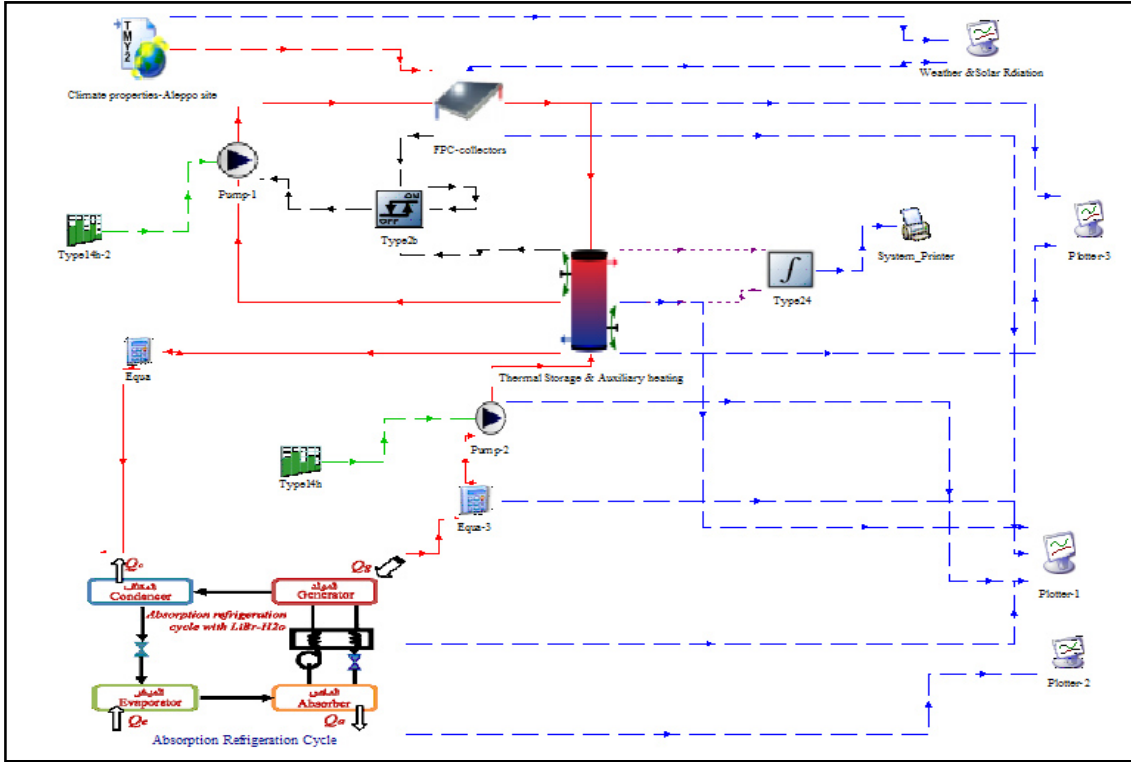 TMY2
Weather &Solar Rdiation
Climate properties-Aleppo site
FPC-collectors
Pump-1
ON
OFF
Type2b
Type14h-2
System_Printer
Plotter-3
Type24
Equa
Thermal Storage & Auxiliary heating
Pump-2
Type14h
Equa-3
Plotter-1
Qc
Qg
المكثف
Condanser
المولد
Generator
Absorption refrigeration
cycle with LiBr-H2o
المبخر
Evaporator
الماص
Absorber
Qe
Qa
Plotter-2
Absorption Refrigeration Cycle